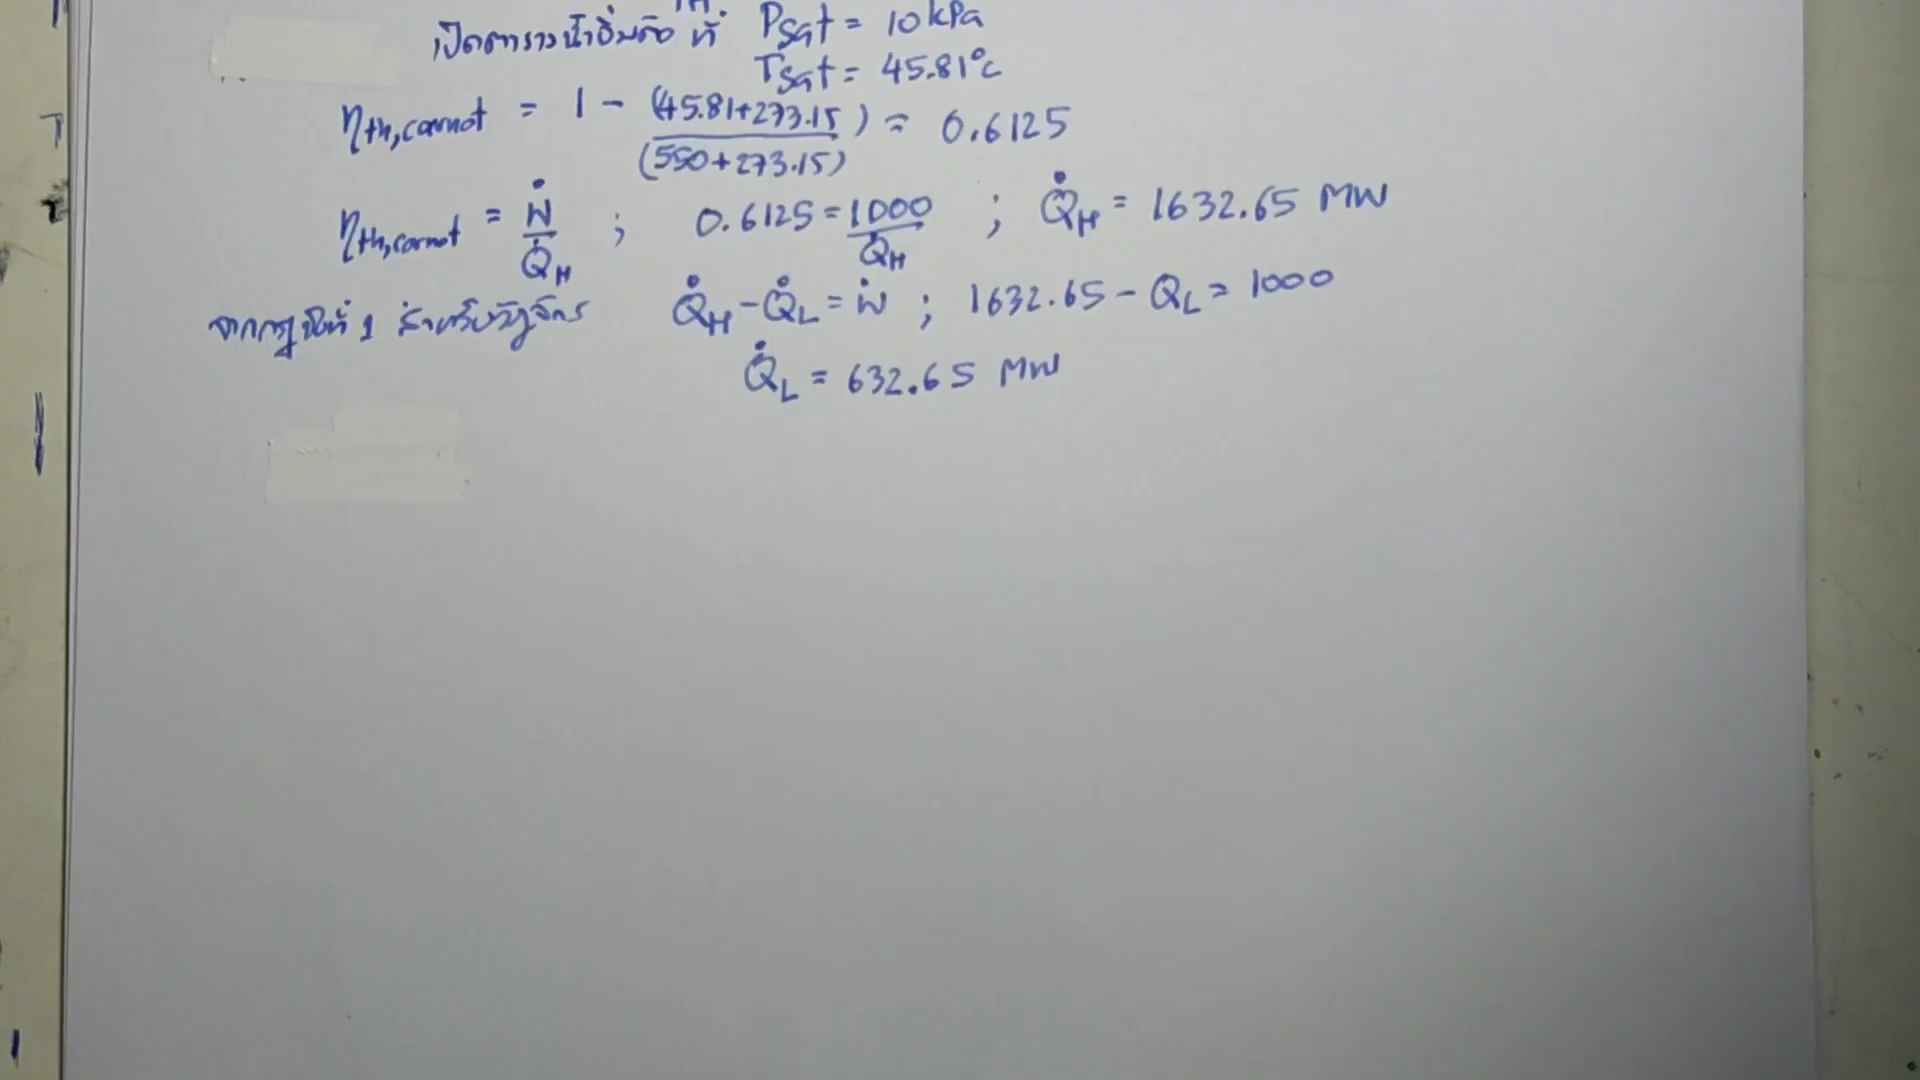 เปิดตารางน้ำอิ่มตัว ที่ Psat = 10 kPa
Tsat = 45.81°C
ηth,carnot = 1 - (45.81+273.15)/(550+273.15) = 0.6125
ηth,carnot = Ẇ/Q̇H ; 0.6125 = 1000/Q̇H ; Q̇H = 1632.65 MW
จากกฎข้อที่ 1 สำหรับวัฏจักร Q̇H - Q̇L = Ẇ ; 1632.65 - QL = 1000
Q̇L = 632.65 MW